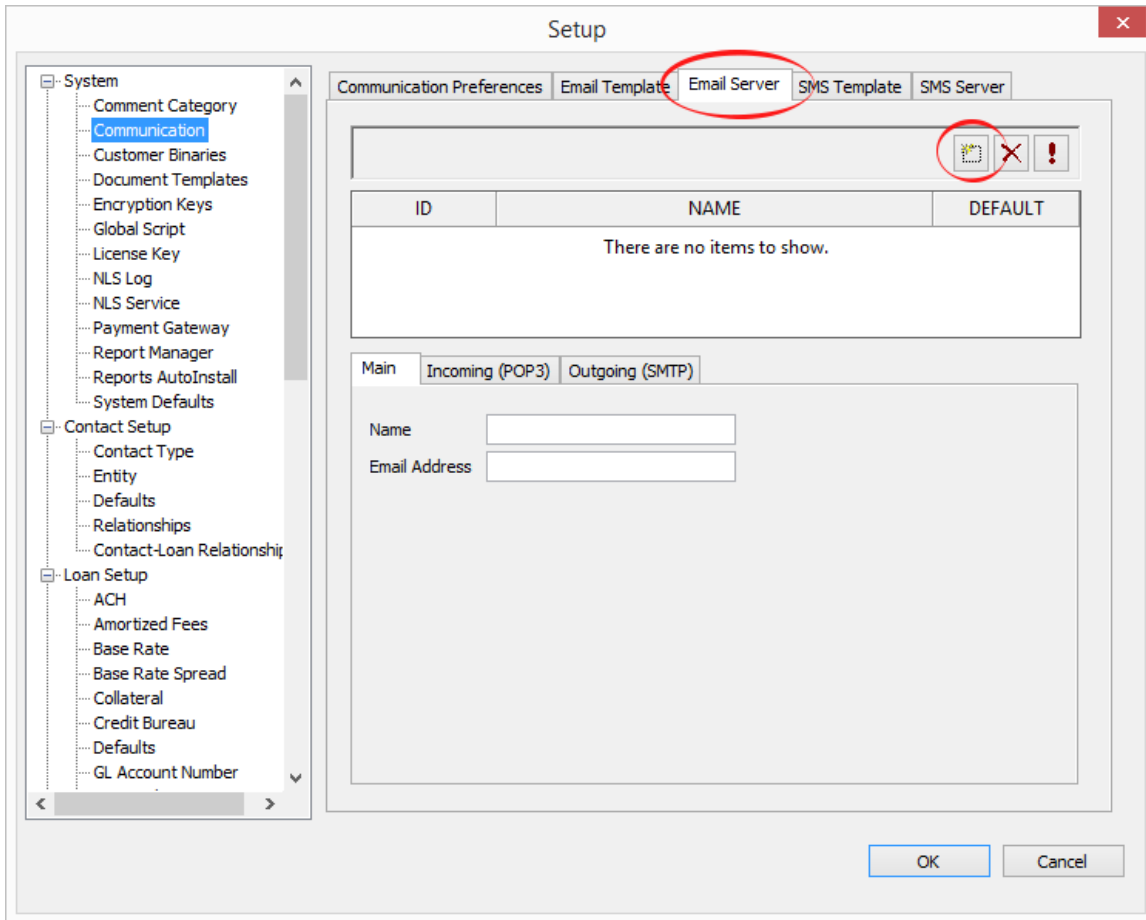 Setup
System
Comment Category
Communication
Customer Binaries
Document Templates
Encryption Keys
Global Script
License Key
NLS Log
NLS Service
Payment Gateway
Report Manager
Reports AutoInstall
System Defaults
Contact Setup
Contact Type
Entity
Defaults
Relationships
Contact-Loan Relationship
Loan Setup
ACH
Amortized Fees
Base Rate
Base Rate Spread
Collateral
Credit Bureau
Defaults
GL Account Number
Communication Preferences Email Template Email Server SMS Template SMS Server
ID NAME DEFAULT
There are no items to show.
Main Incoming (POP3) Outgoing (SMTP)
Name
Email Address
OK Cancel